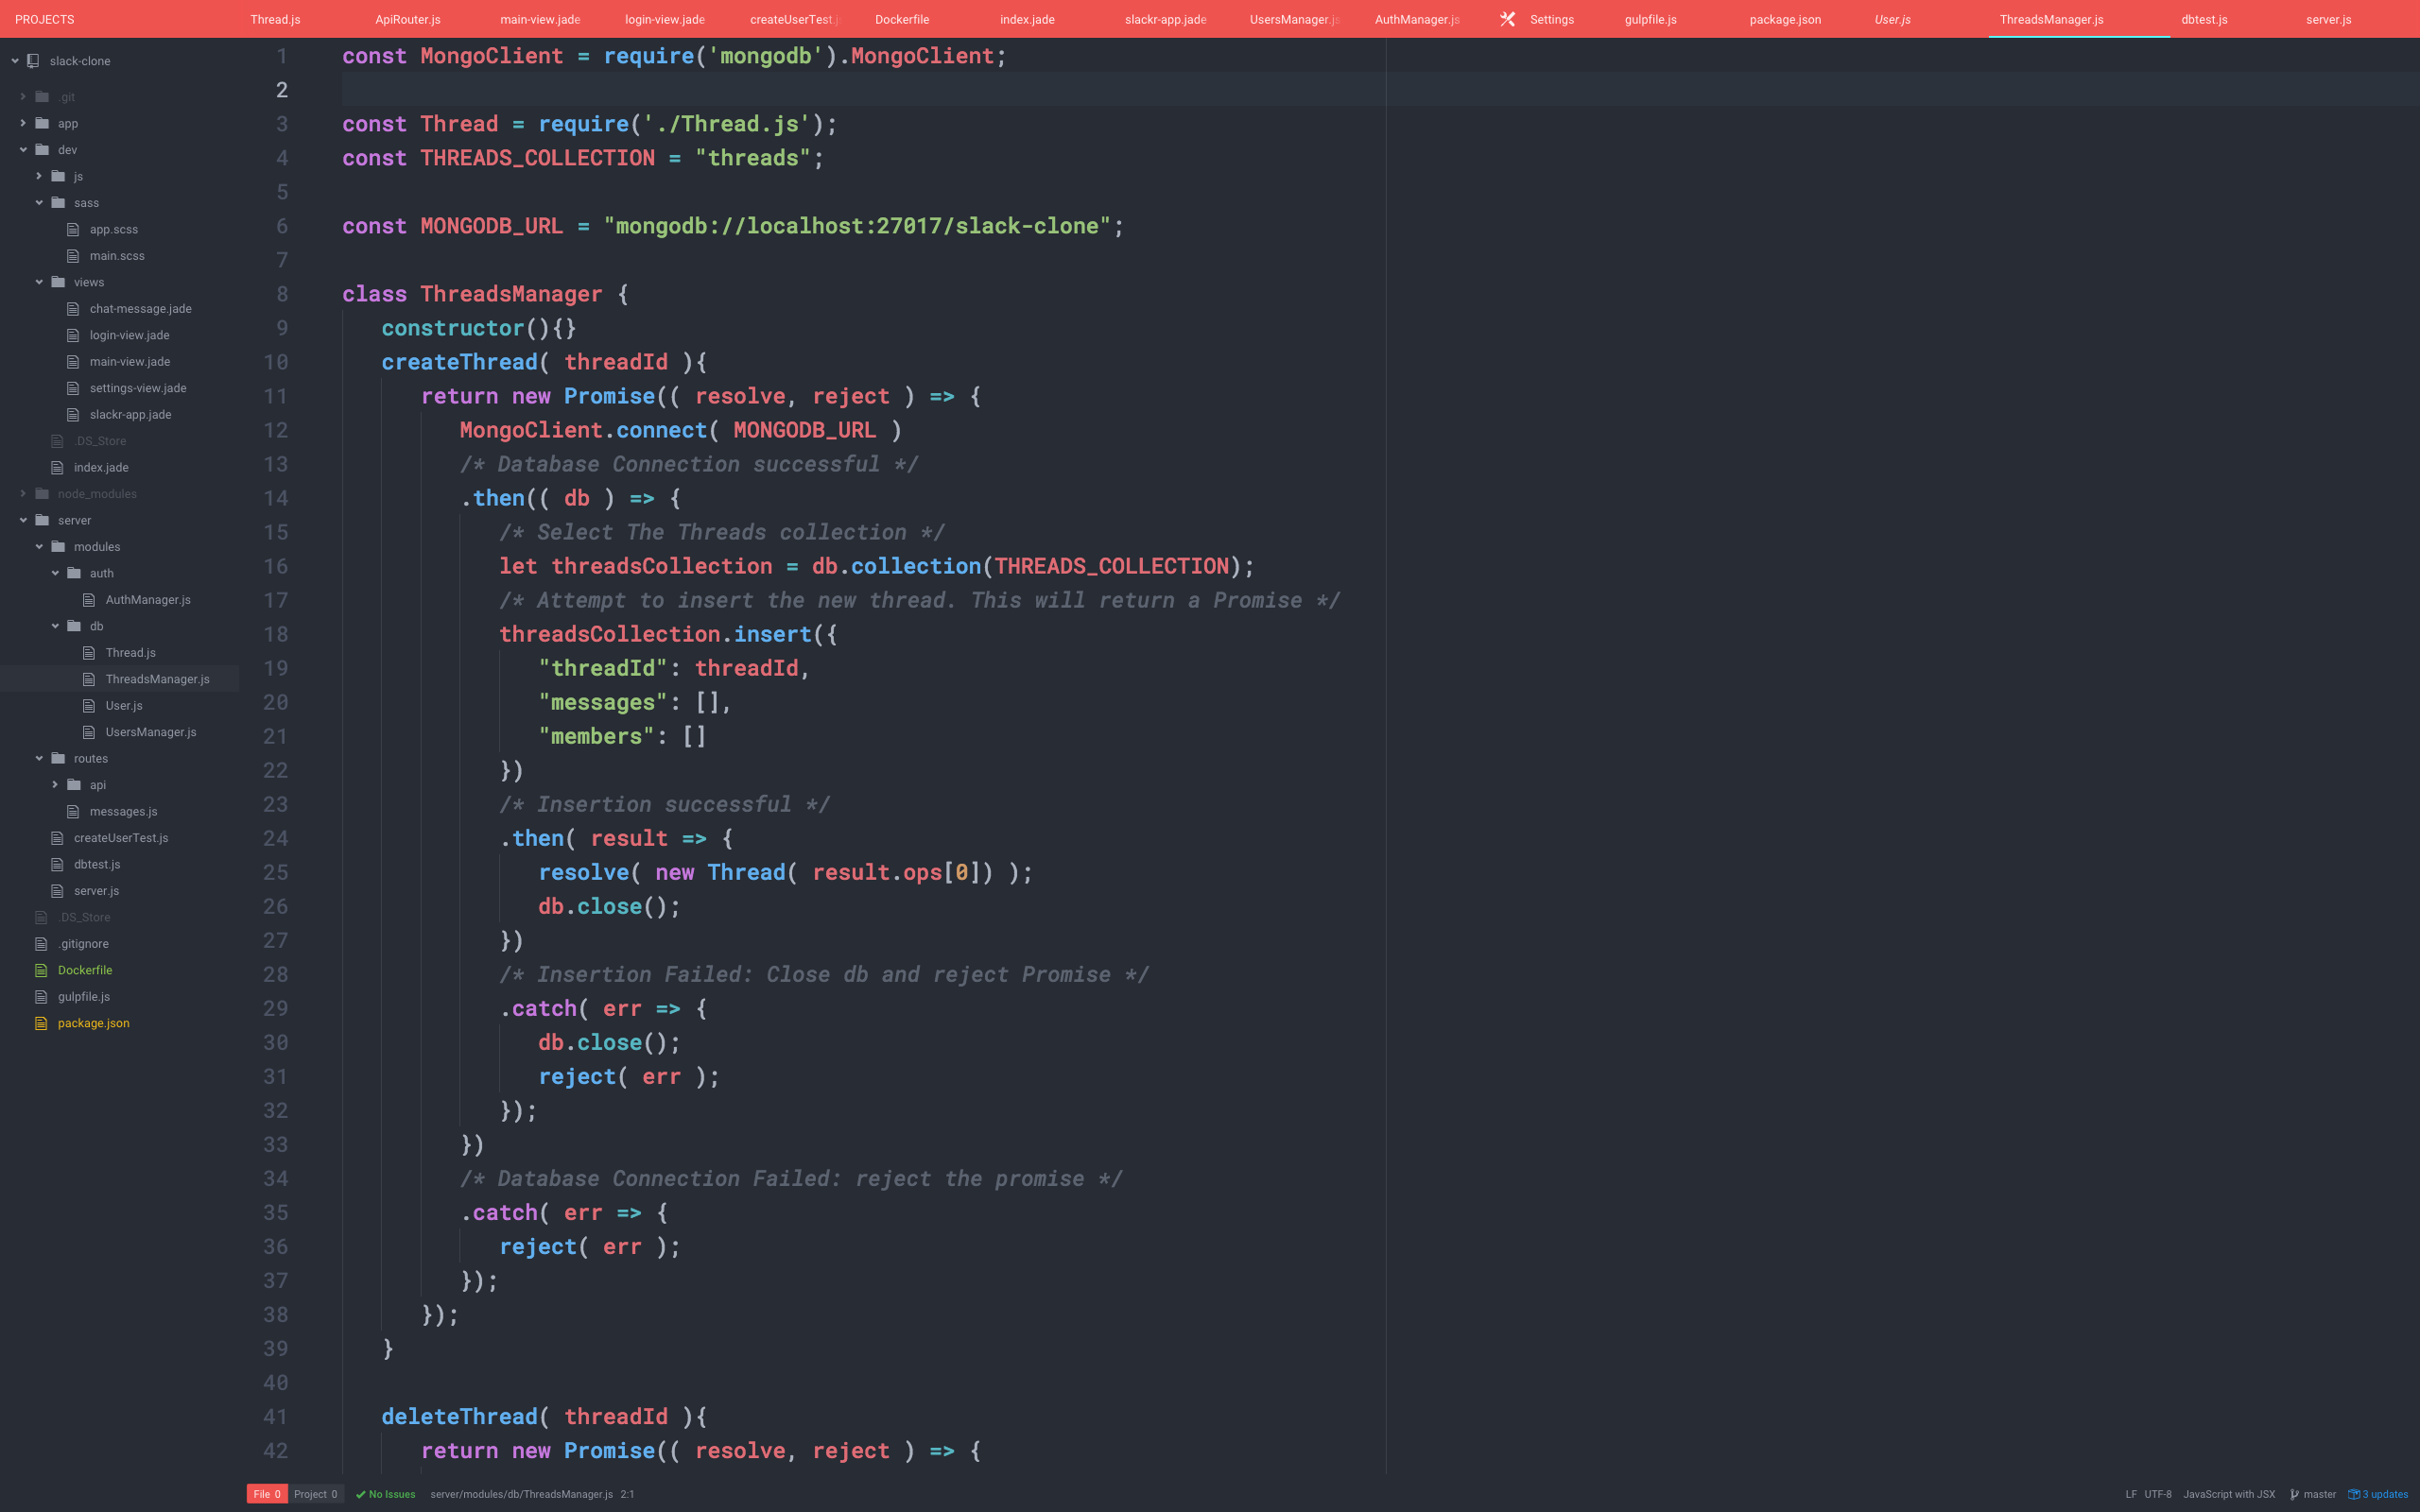 PROJECTS
Thread.js ApiRouter.js main-view.jade login-view.jade createUserTest.j Dockerfile index.jade slackr-app.jade UsersManager.js AuthManager.js Settings gulpfile.js package.json User.js ThreadsManager.js dbtest.js server.js
slack-clone
.git
app
dev
js
sass
app.scss
main.scss
views
chat-message.jade
login-view.jade
main-view.jade
settings-view.jade
slackr-app.jade
.DS_Store
index.jade
node_modules
server
modules
auth
AuthManager.js
db
Thread.js
ThreadsManager.js
User.js
UsersManager.js
routes
api
messages.js
createUserTest.js
dbtest.js
server.js
.DS_Store
.gitignore
Dockerfile
gulpfile.js
package.json
1 const MongoClient = require('mongodb').MongoClient;
2
3 const Thread = require('./Thread.js');
4 const THREADS_COLLECTION = "threads";
5
6 const MONGODB_URL = "mongodb://localhost:27017/slack-clone";
7
8 class ThreadsManager {
9 constructor(){}
10 createThread( threadId ){
11 return new Promise(( resolve, reject ) => {
12 MongoClient.connect( MONGODB_URL )
13 /* Database Connection successful */
14 .then(( db ) => {
15 /* Select The Threads collection */
16 let threadsCollection = db.collection(THREADS_COLLECTION);
17 /* Attempt to insert the new thread. This will return a Promise */
18 threadsCollection.insert({
19 "threadId": threadId,
20 "messages": [],
21 "members": []
22 })
23 /* Insertion successful */
24 .then( result => {
25 resolve( new Thread( result.ops[0]) );
26 db.close();
27 })
28 /* Insertion Failed: Close db and reject Promise */
29 .catch( err => {
30 db.close();
31 reject( err );
32 });
33 })
34 /* Database Connection Failed: reject the promise */
35 .catch( err => {
36 reject( err );
37 });
38 });
39 }
40
41 deleteThread( threadId ){
42 return new Promise(( resolve, reject ) => {
File 0 Project 0 No Issues server/modules/db/ThreadsManager.js 2:1 LF UTF-8 JavaScript with JSX master 3 updates